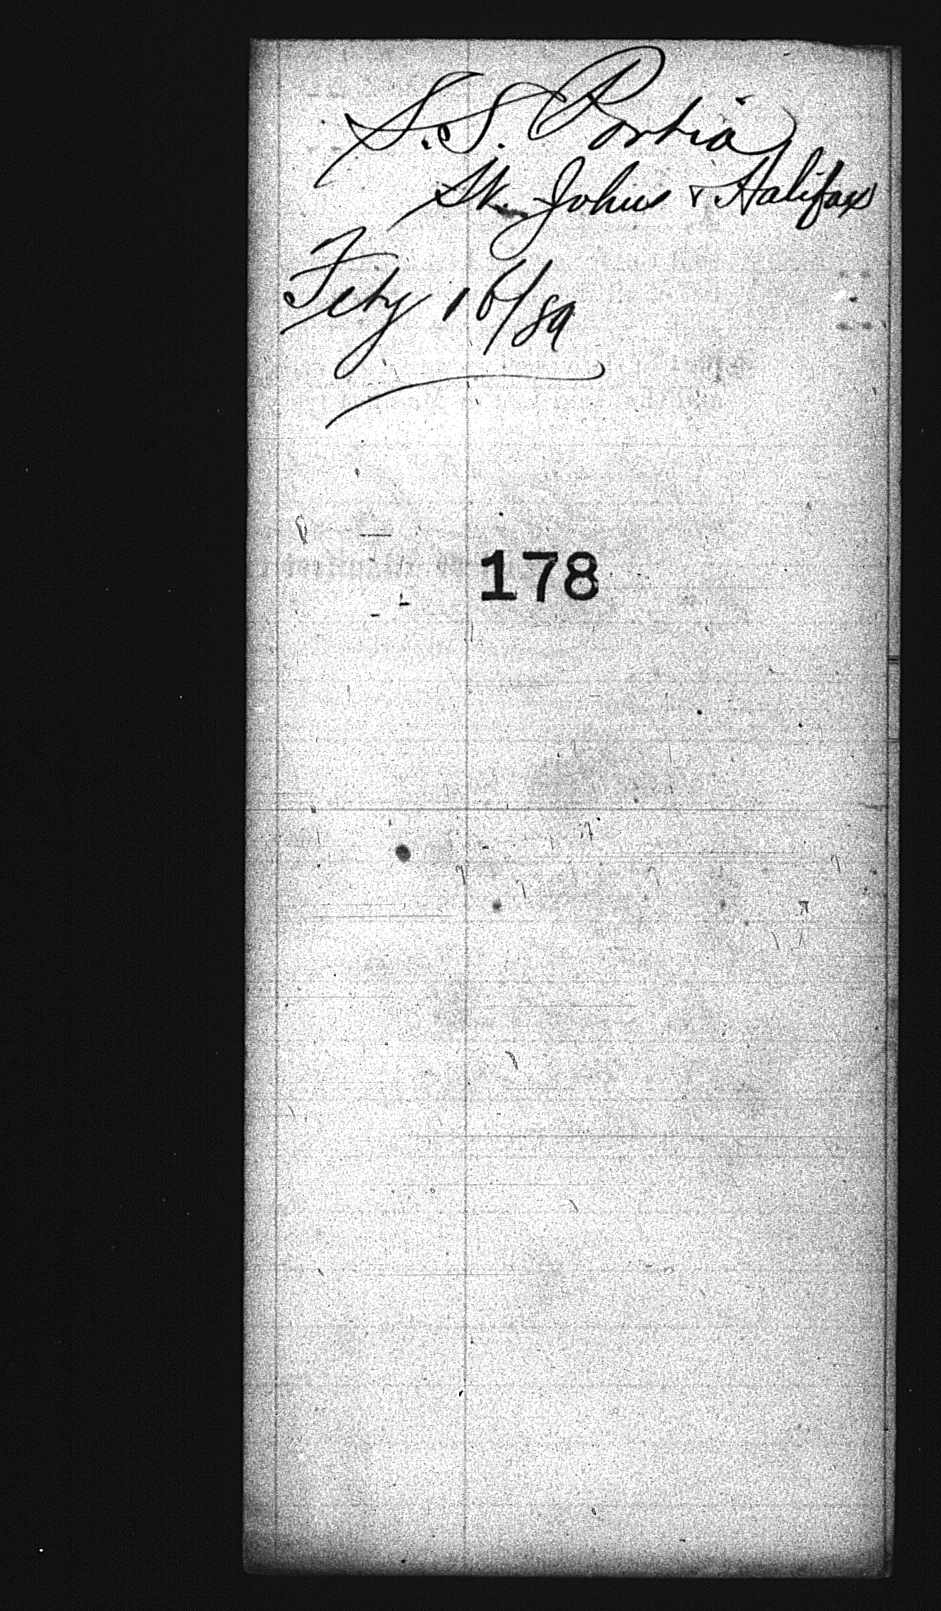 S.S. Portia
St. Johns & Halifax
Feby 16/89
178